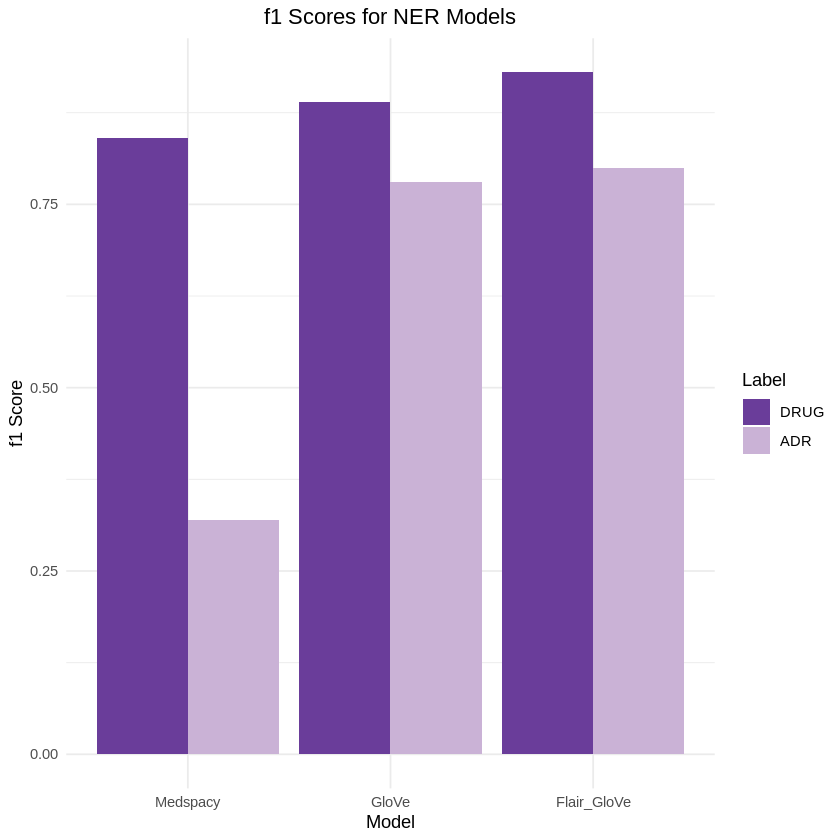 f1 Scores for NER Models
f1 Score
0.75
0.50
0.25
0.00
Medspacy GloVe Flair_GloVe
Model
Label
DRUG
ADR